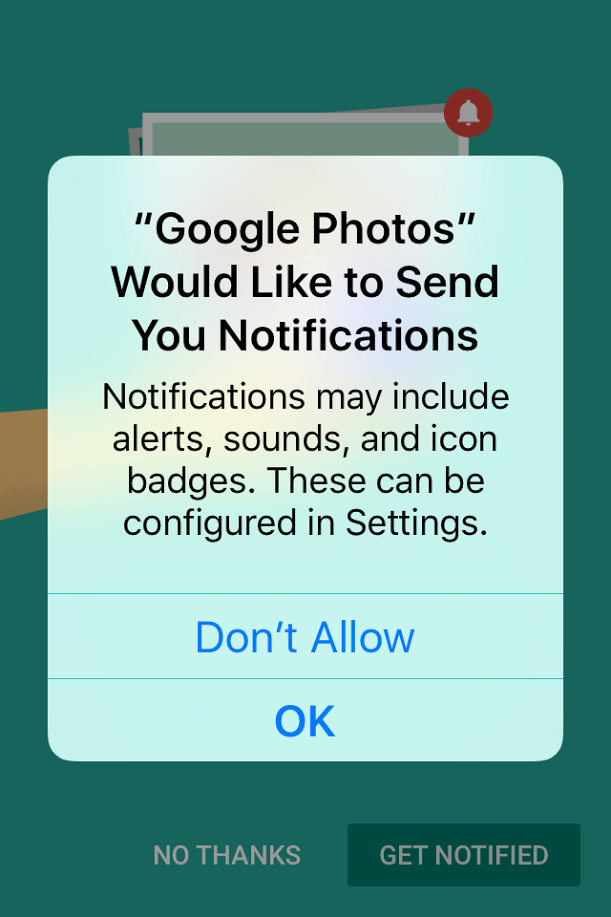 “Google Photos”
Would Like to Send
You Notifications
Notifications may include
alerts, sounds, and icon
badges. These can be
configured in Settings.
Don’t Allow
OK
NO THANKS
GET NOTIFIED